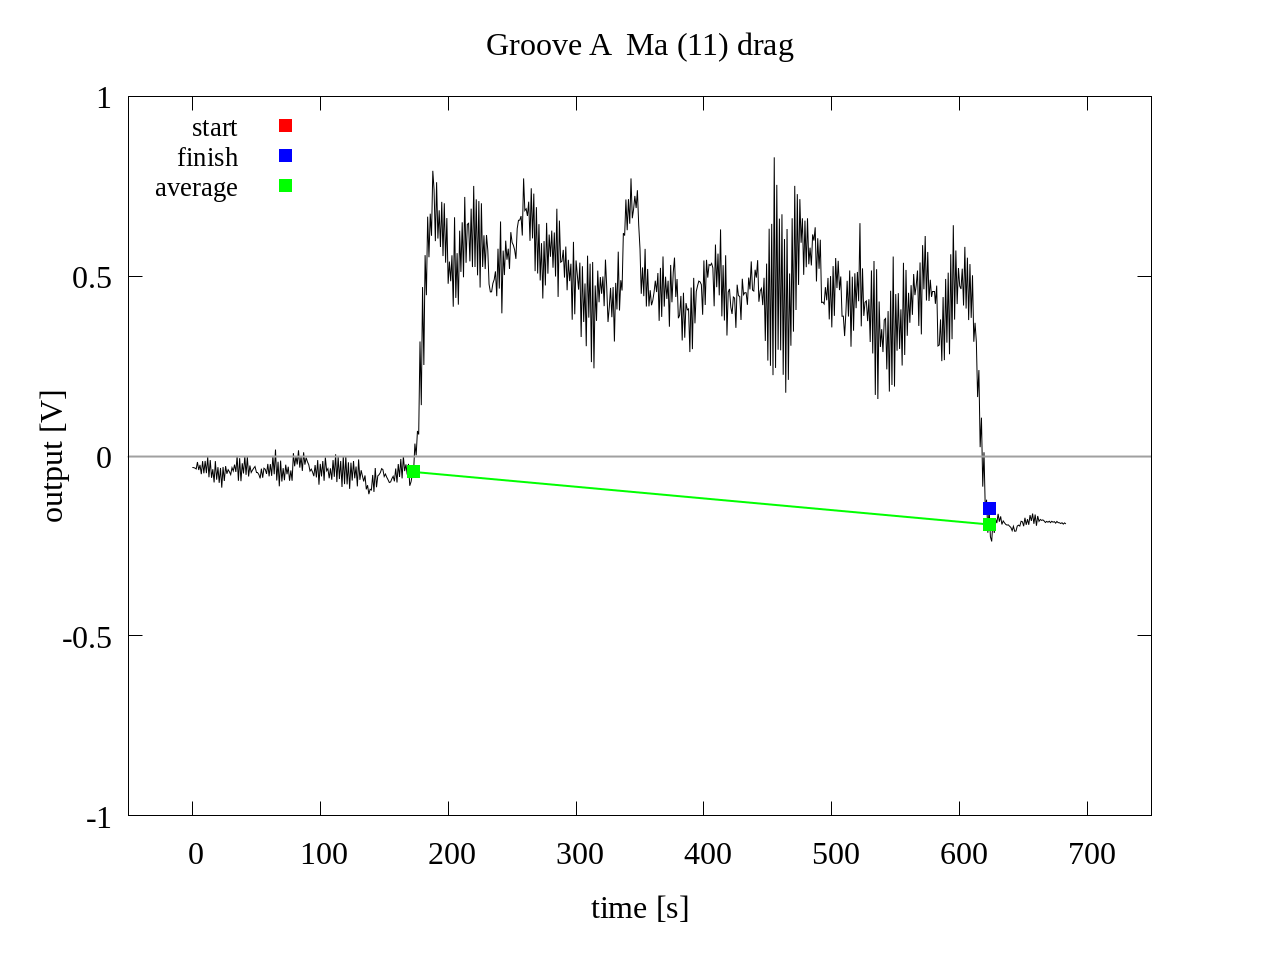 Groove A  Ma (11) drag
start
finish
average
1
0.5
0
-0.5
-1
output [V]
0 100 200 300 400 500 600 700
time [s]